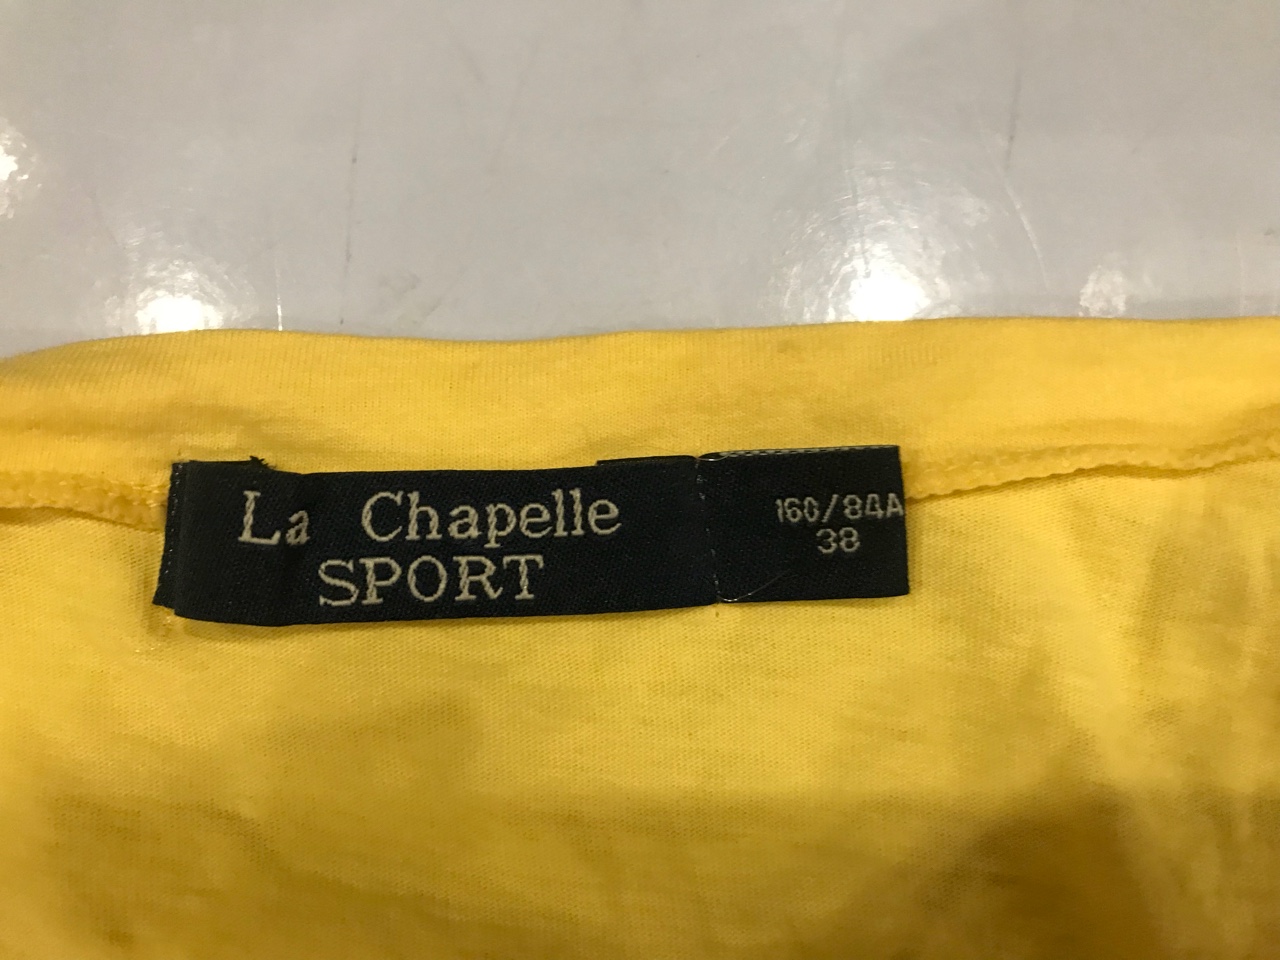 La Chapelle
SPORT
160/84A
38